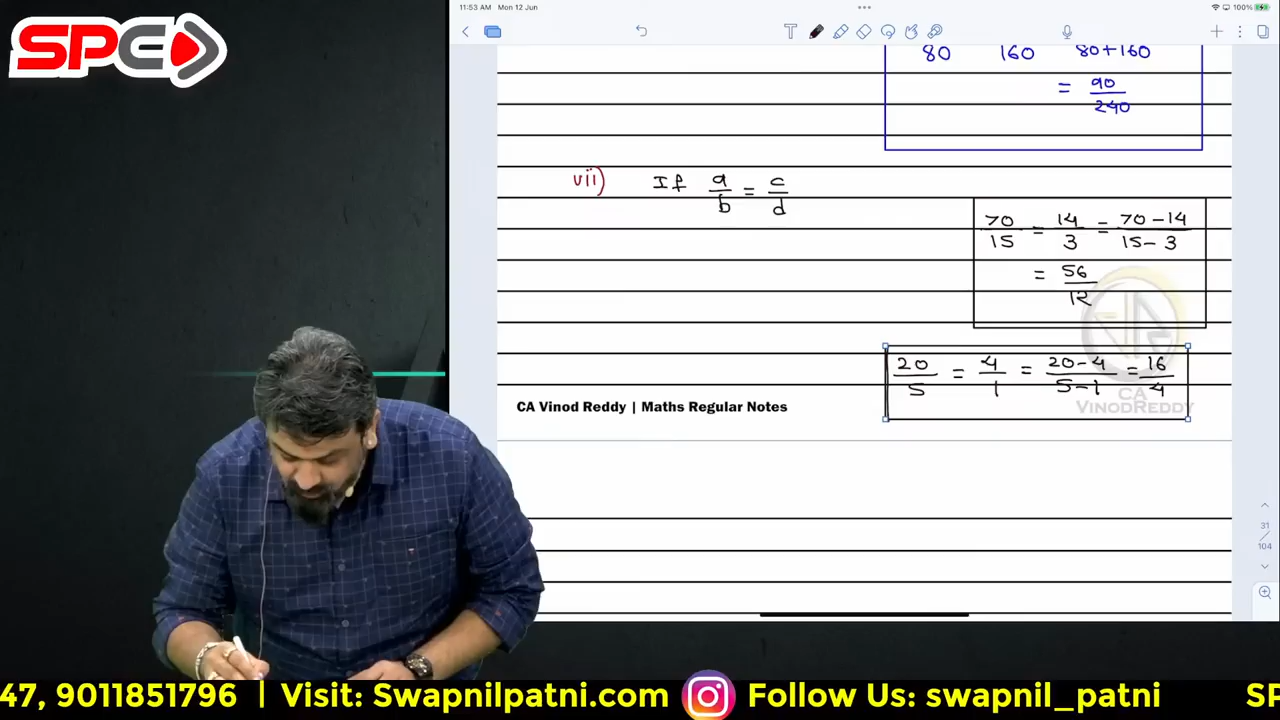 11:53 AM Mon 12 Jun
100%
SPC
80 160 80+160
= 90/240
vii) If a/b = c/d
70/15 = 14/3 = 70-14/15-3
= 56/12
20/5 = 4/1 = 20-4/5-1 = 16/4
CA
VINODREDDY
CA Vinod Reddy | Maths Regular Notes
31
/
104
47, 9011851796 | Visit: Swapnilpatni.com Follow Us: swapnil_patni SP